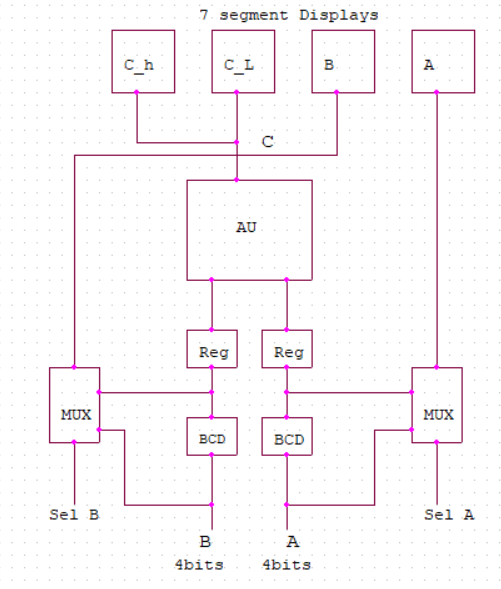 7 segment Displays
C_h
C_L
B
A
C
AU
Reg
Reg
MUX
MUX
BCD
BCD
Sel B
Sel A
B
A
4bits
4bits